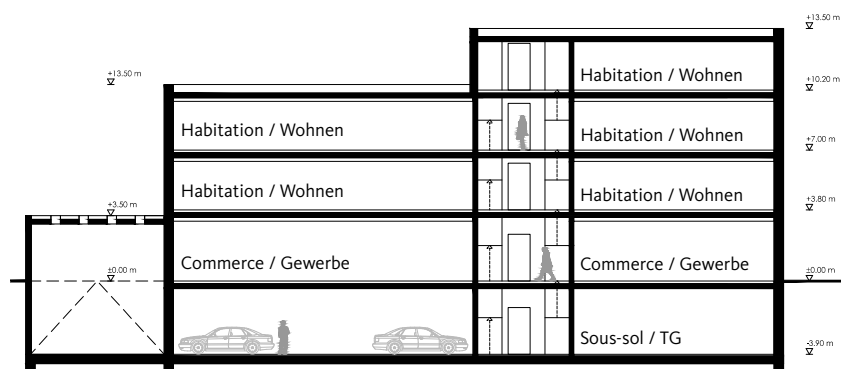 +13.50 m
+13.50 m
Habitation / Wohnen
+10.20 m
Habitation / Wohnen
Habitation / Wohnen
+7.00 m
Habitation / Wohnen
Habitation / Wohnen
+3.50 m
+3.80 m
Commerce / Gewerbe
Commerce / Gewerbe
±0.00 m
±0.00 m
Sous-sol / TG
-3.90 m